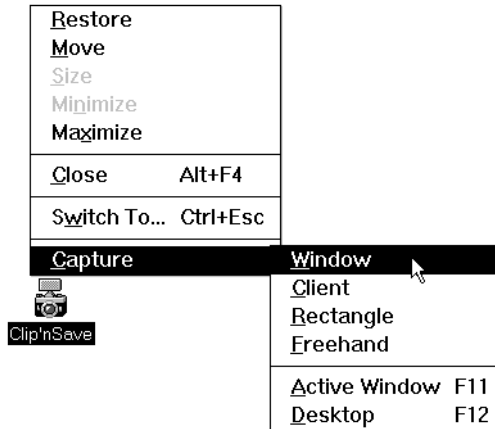 Restore
Move
Size
Minimize
Maximize
Close Alt+F4
Switch To... Ctrl+Esc
Capture
Window
Client
Rectangle
Freehand
Active Window F11
Desktop F12
Clip'nSave